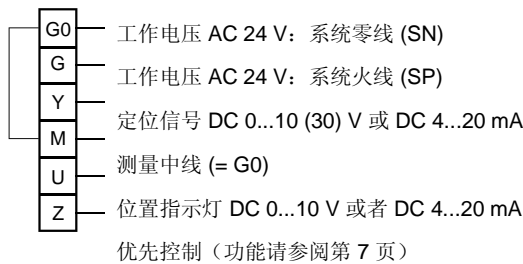 G0 工作电压 AC 24 V：系统零线 (SN)
G 工作电压 AC 24 V：系统火线 (SP)
Y 定位信号 DC 0...10 (30) V 或 DC 4...20 mA
M 测量中线 (= G0)
U 位置指示灯 DC 0...10 V 或者 DC 4...20 mA
Z 优先控制（功能请参阅第 7 页）